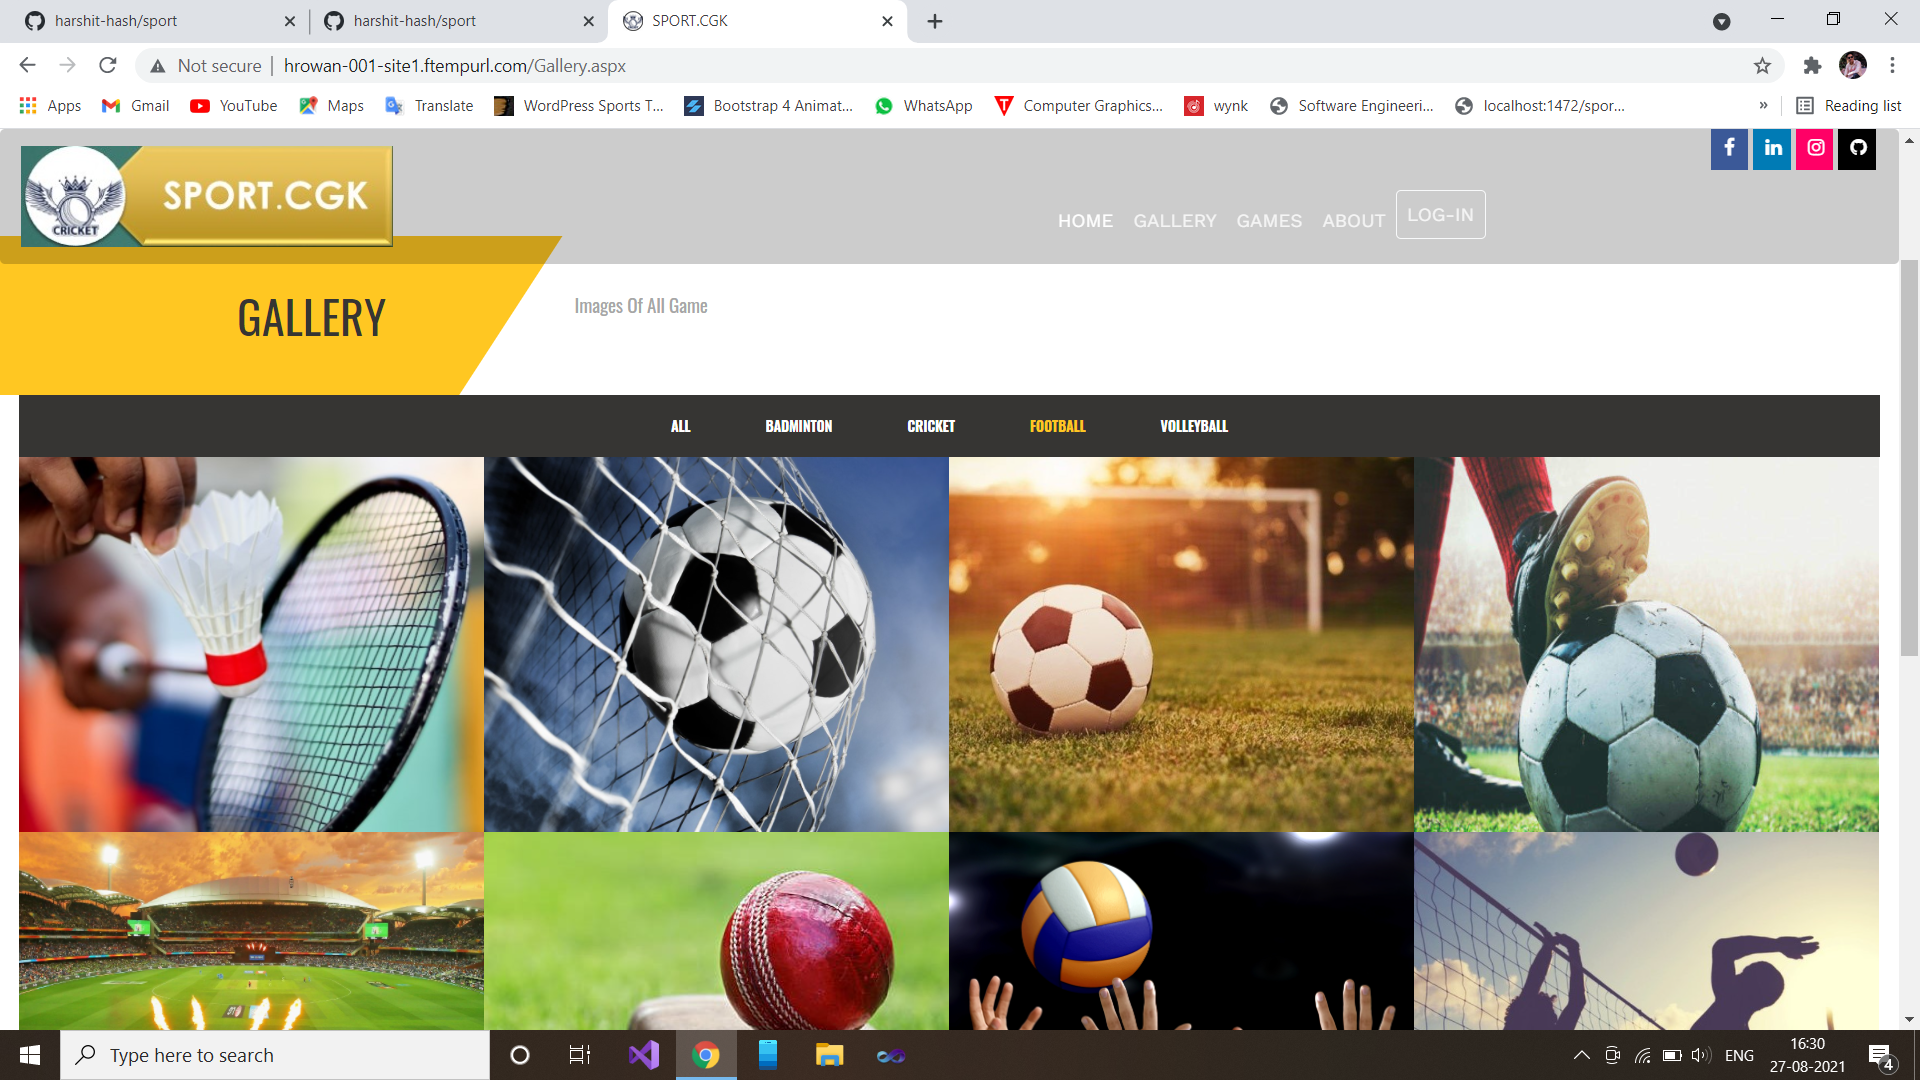 harshit-hash/sport
harshit-hash/sport
SPORT.CGK
Not secure
hrowan-001-site1.ftempurl.com/Gallery.aspx
Apps
Gmail
YouTube
Maps
Translate
WordPress Sports T...
Bootstrap 4 Animat...
WhatsApp
Computer Graphics...
wynk
Software Engineeri...
localhost:1472/spor...
»
Reading list
CRICKET
SPORT.CGK
HOME
GALLERY
GAMES
ABOUT
LOG-IN
GALLERY
Images Of All Game
ALL
BADMINTON
CRICKET
FOOTBALL
VOLLEYBALL
Type here to search
ENG
16:30
27-08-2021
4